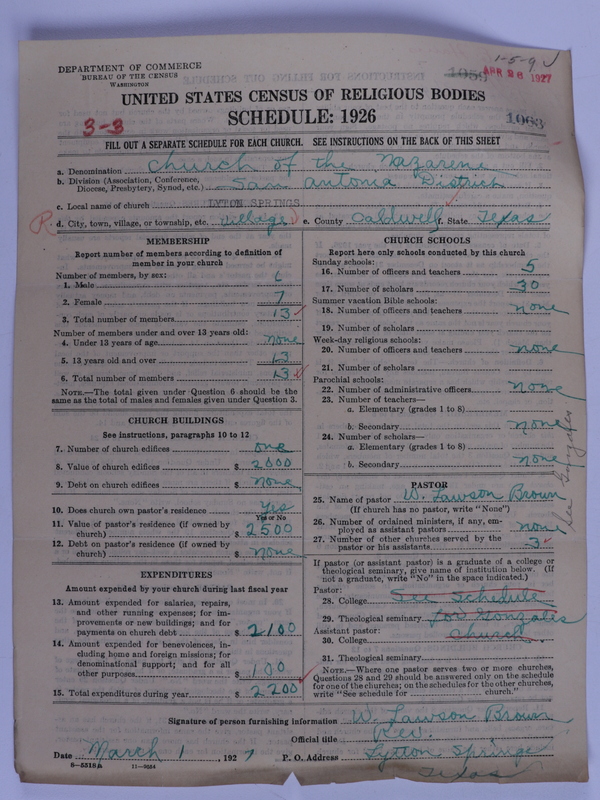 1-5-9
DEPARTMENT OF COMMERCE
BUREAU OF THE CENSUS
WASHINGTON
APR 26 1927
UNITED STATES CENSUS OF RELIGIOUS BODIES
SCHEDULE: 1926
3-3
FILL OUT A SEPARATE SCHEDULE FOR EACH CHURCH. SEE INSTRUCTIONS ON THE BACK OF THIS SHEET
a. Denomination Church of the Nazarene
b. Division (Association, Conference, Diocese, Presbytery, Synod, etc.) San Antonia District
c. Local name of church LYTON SPRINGS
d. City, town, village, or township, etc. (village) e. County Caldwell f. State Texas
MEMBERSHIP
Report number of members according to definition of member in your church
Number of members, by sex:
1. Male 6
2. Female 7
3. Total number of members 13
Number of members under and over 13 years old:
4. Under 13 years of age none
5. 13 years old and over 13
6. Total number of members 13
NOTE.—The total given under Question 6 should be the same as the total of males and females given under Question 3.
CHURCH BUILDINGS
See instructions, paragraphs 10 to 12
7. Number of church edifices one
8. Value of church edifices $ 2000
9. Debt on church edifices $ none
10. Does church own pastor's residence Yes
Yes or No
11. Value of pastor's residence (if owned by church) $ 2500
12. Debt on pastor's residence (if owned by church) $ none
EXPENDITURES
Amount expended by your church during last fiscal year
13. Amount expended for salaries, repairs, and other running expenses; for improvements or new buildings; and for payments on church debt $ 2100
14. Amount expended for benevolences, including home and foreign missions; for denominational support; and for all other purposes $ 100
15. Total expenditures during year $ 2200
CHURCH SCHOOLS
Report here only schools conducted by this church
Sunday schools:
16. Number of officers and teachers 5
17. Number of scholars 30
Summer vacation Bible schools:
18. Number of officers and teachers none
19. Number of scholars
Week-day religious schools:
20. Number of officers and teachers none
21. Number of scholars
Parochial schools:
22. Number of administrative officers none
23. Number of teachers—
a. Elementary (grades 1 to 8)
b. Secondary none
24. Number of scholars—
a. Elementary (grades 1 to 8)
b. Secondary none
PASTOR
25. Name of pastor W. Lawson Brown
(If church has no pastor, write "None")
26. Number of ordained ministers, if any, employed as assistant pastors none
27. Number of other churches served by the pastor or his assistants 3
If pastor (or assistant pastor) is a graduate of a college or theological seminary, give name of institution below. (If not a graduate, write "No" in the space indicated.)
Pastor:
28. College See Schedule
29. Theological seminary for Gonzales
Assistant pastor:
30. College church
31. Theological seminary
NOTE.—Where one pastor serves two or more churches, Questions 28 and 29 should be answered only on the schedule for one of the churches; on the schedules for the other churches, write "See schedule for church."
See Gonzales
Signature of person furnishing information W. Lawson Brown
Official title Rev.
Date March 1, 1927 P. O. Address Lytton Springs
Texas
8—5518a 11—9584